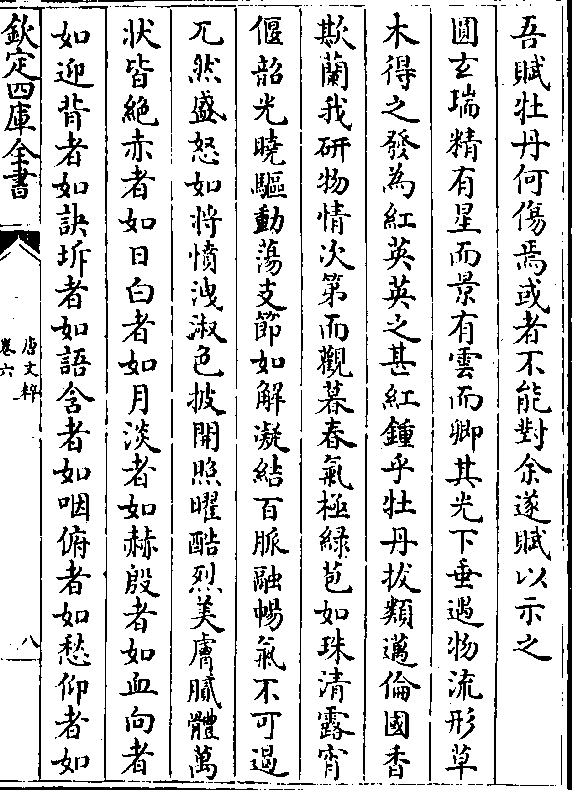 吾賦牡丹何傷焉或者不能對余遂賦以示之
圓玄瑞精有星而景有雲而卿其光下垂遇物流形草
木得之發為紅英英之甚紅鍾乎牡丹拔類邁倫國香
欺蘭我研物情次第而觀暮春氣極綠苞如珠清露宵
偃韶光曉驅動蕩支節如解凝結百脈融暢氣不可遏
兀然盛怒如將憤洩淑色披開照曜酷烈美膚膩體萬
狀皆絕赤者如日白者如月淡者如赫殷者如血向者
如迎背者如訣坼者如語含者如咽俯者如愁仰者如
欽定四庫全書
唐文粹
卷六
八